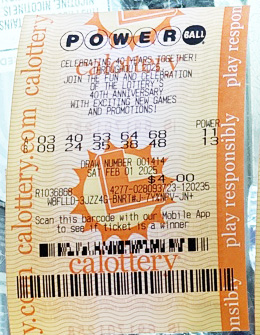 POWERBALL
CELEBRATING 40 YEARS TOGETHER!
JOIN THE FUN AND CELEBRATION
OF THE LOTTERY'S
40TH ANNIVERSARY
WITH EXCITING NEW GAMES
AND PROMOTIONS!
POWER
03 40 53 64 68 11
09 24 35 38 48 13
DRAW NUMBER 001414
SAT FEB 01 2025
$4.00
4277-028093723-120235
Scan this barcode with our Mobile App
to see if ticket is a winner
calottery
calottery.com
play responsibly